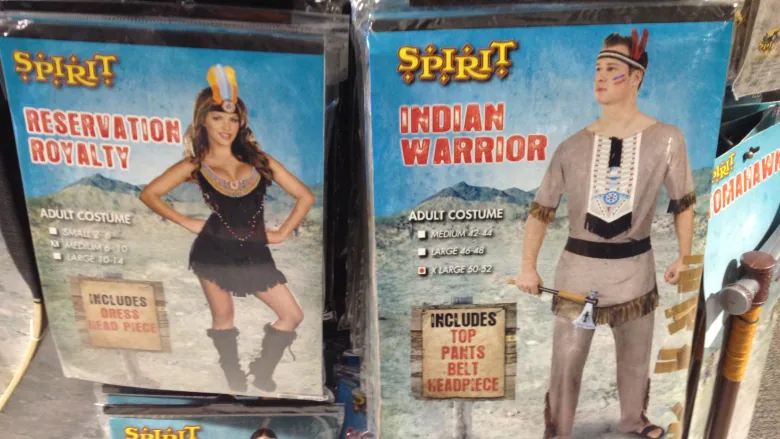 SPIRIT
RESERVATION
ROYALTY
ADULT COSTUME
SMALL 2-6
MEDIUM 6-10
LARGE 10-14
INCLUDES
DRESS
HEAD PIECE
SPIRIT
INDIAN
WARRIOR
ADULT COSTUME
MEDIUM 42-44
LARGE 46-48
X LARGE 50-52
INCLUDES
TOP
PANTS
BELT
HEADPIECE
SPIRIT
TOMAHAWK
SPIRIT